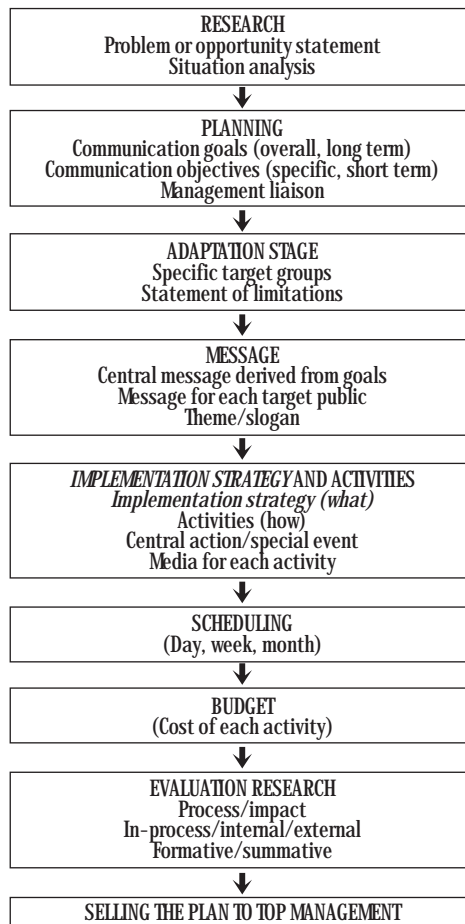 RESEARCH
Problem or opportunity statement
Situation analysis
PLANNING
Communication goals (overall, long term)
Communication objectives (specific, short term)
Management liaison
ADAPTATION STAGE
Specific target groups
Statement of limitations
MESSAGE
Central message derived from goals
Message for each target public
Theme/slogan
IMPLEMENTATION STRATEGY AND ACTIVITIES
Implementation strategy (what)
Activities (how)
Central action/special event
Media for each activity
SCHEDULING
(Day, week, month)
BUDGET
(Cost of each activity)
EVALUATION RESEARCH
Process/impact
In-process/internal/external
Formative/summative
SELLING THE PLAN TO TOP MANAGEMENT